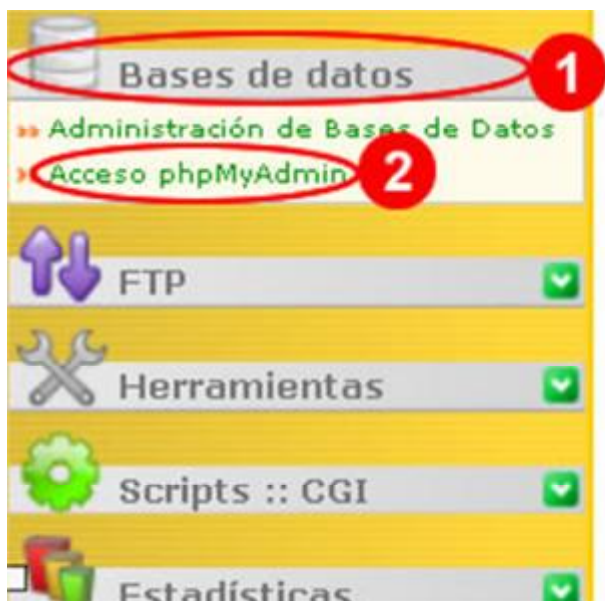 Bases de datos
1
Administración de Bases de Datos
Acceso phpMyAdmin
2
FTP
Herramientas
Scripts :: CGI
Estadísticas